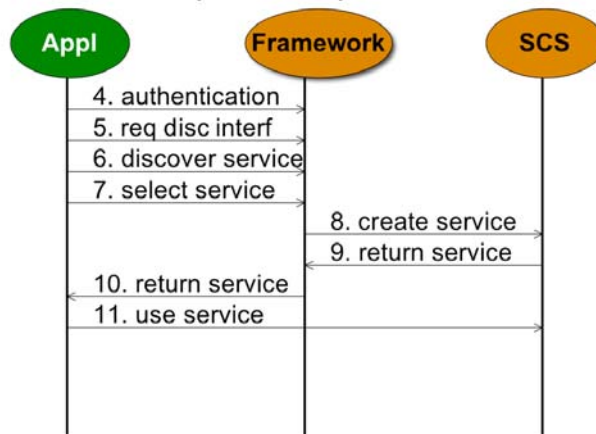 Appl Framework SCS
4. authentication
5. req disc interf
6. discover service
7. select service
8. create service
9. return service
10. return service
11. use service